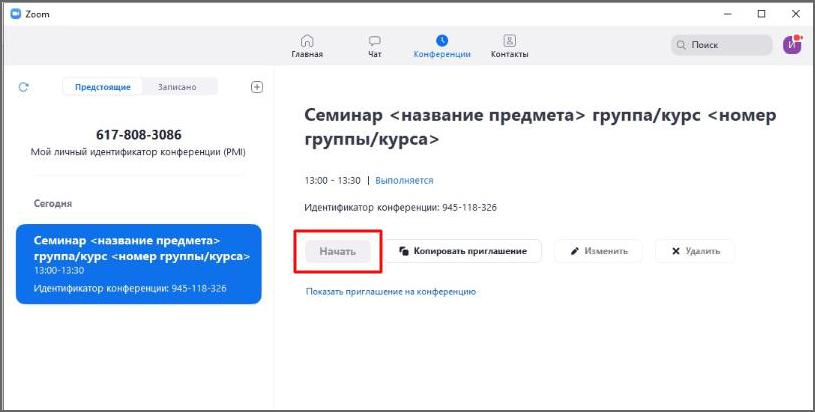 Zoom
Главная
Чат
Конференции
Контакты
Поиск
И
Предстоящие
Записано
617-808-3086
Мой личный идентификатор конференции (PMI)
Сегодня
Семинар <название предмета>
группа/курс <номер группы/курса>
13:00-13:30
Идентификатор конференции: 945-118-326
Семинар <название предмета> группа/курс <номер
группы/курса>
13:00 - 13:30 | Выполняется
Идентификатор конференции: 945-118-326
Начать
Копировать приглашение
Изменить
Удалить
Показать приглашение на конференцию